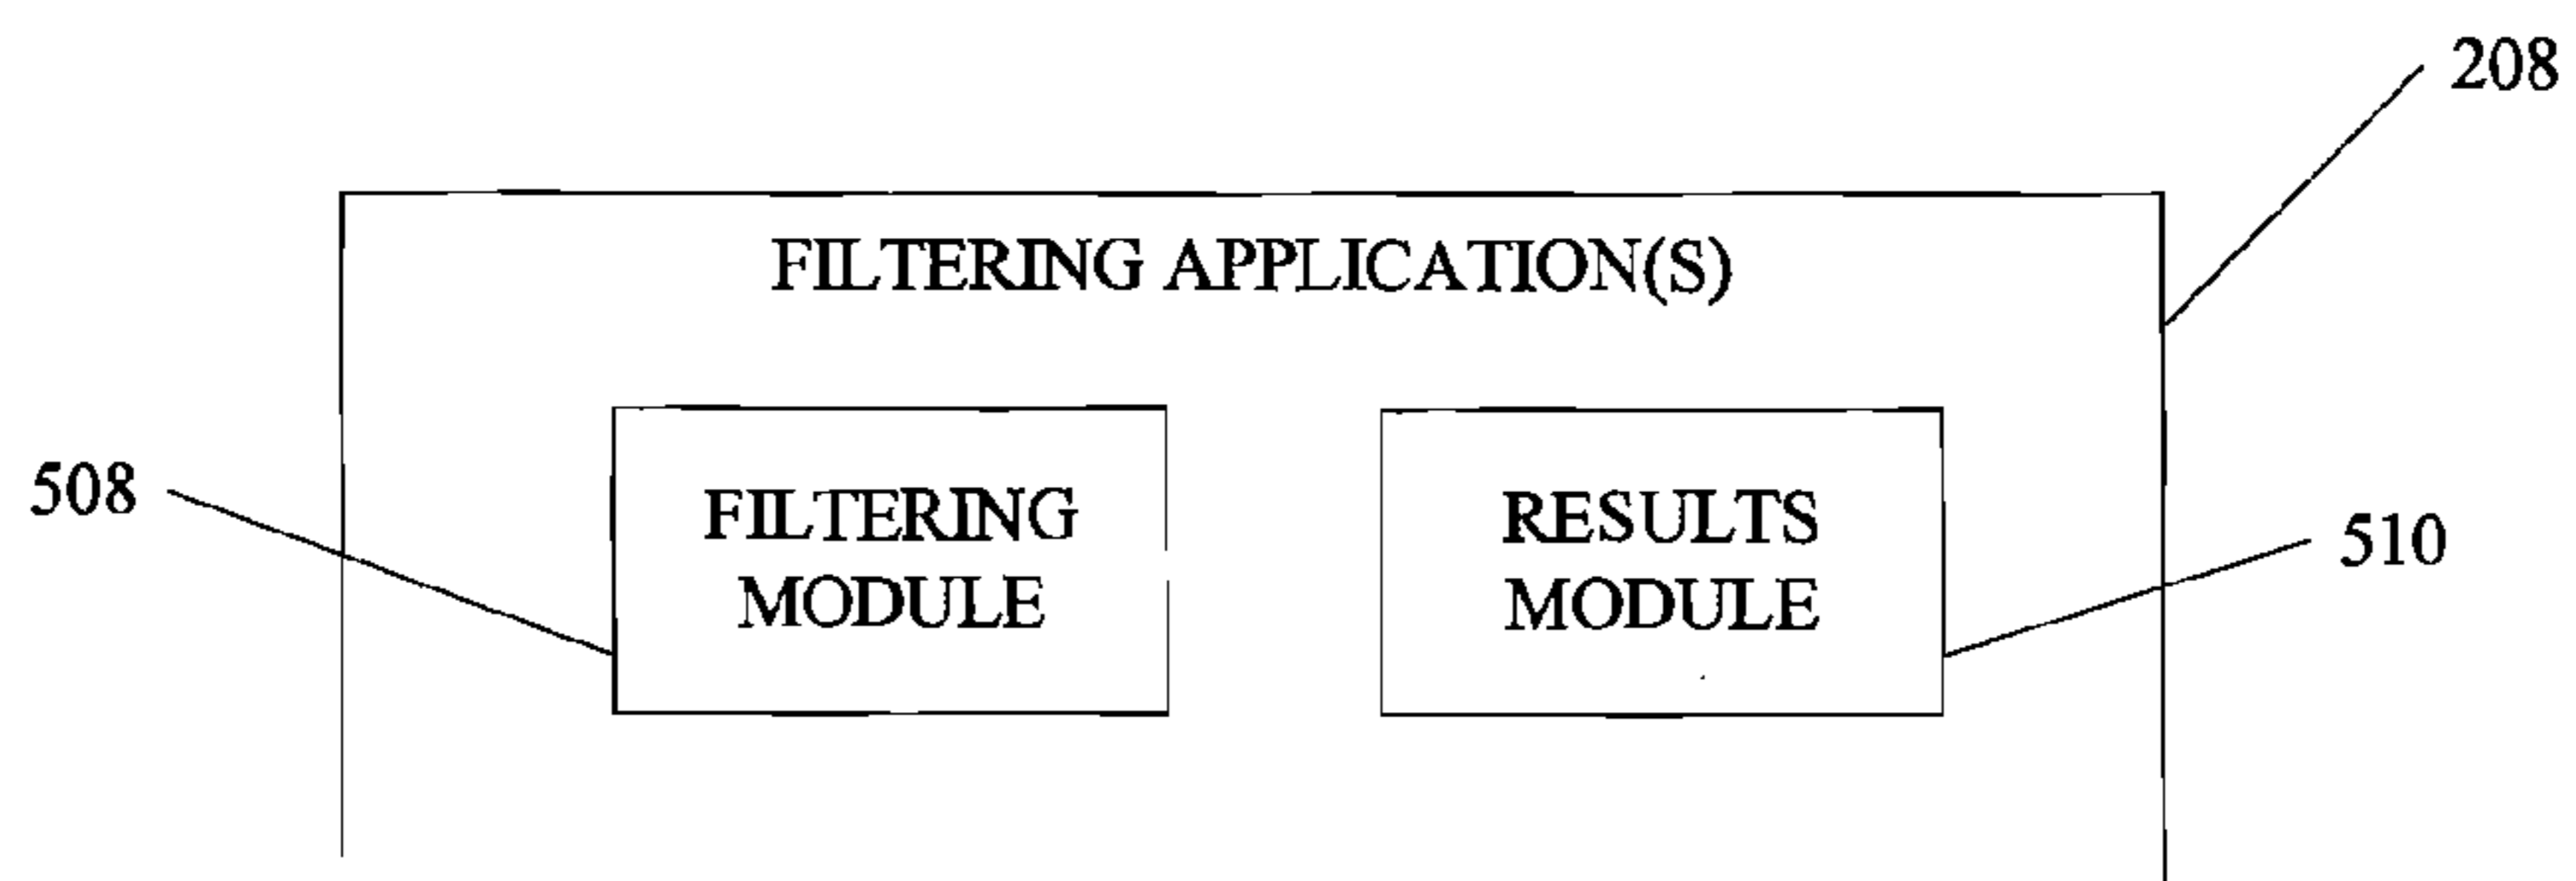 208
FILTERING APPLICATION(S)
508
FILTERING
MODULE
RESULTS
MODULE
510